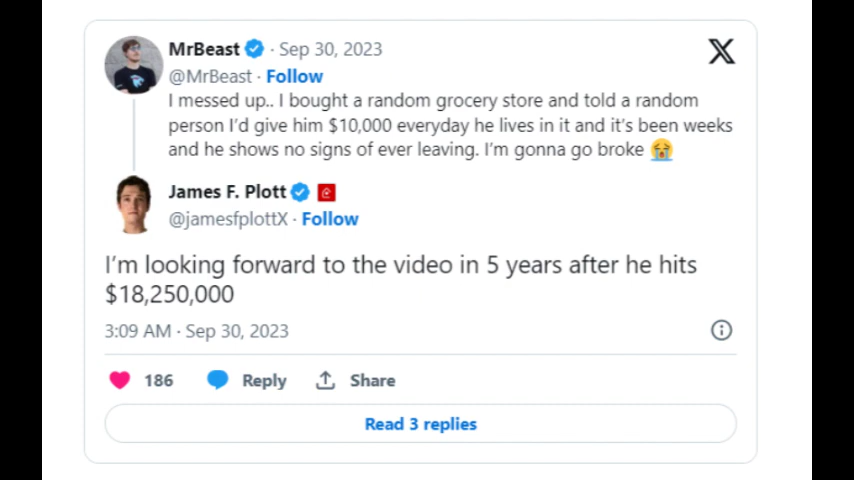 MrBeast · Sep 30, 2023
@MrBeast · Follow
I messed up.. I bought a random grocery store and told a random
person I'd give him $10,000 everyday he lives in it and it's been weeks
and he shows no signs of ever leaving. I'm gonna go broke 😭
James F. Plott
@jamesfplottX · Follow
I'm looking forward to the video in 5 years after he hits
$18,250,000
3:09 AM · Sep 30, 2023
186 Reply Share
Read 3 replies